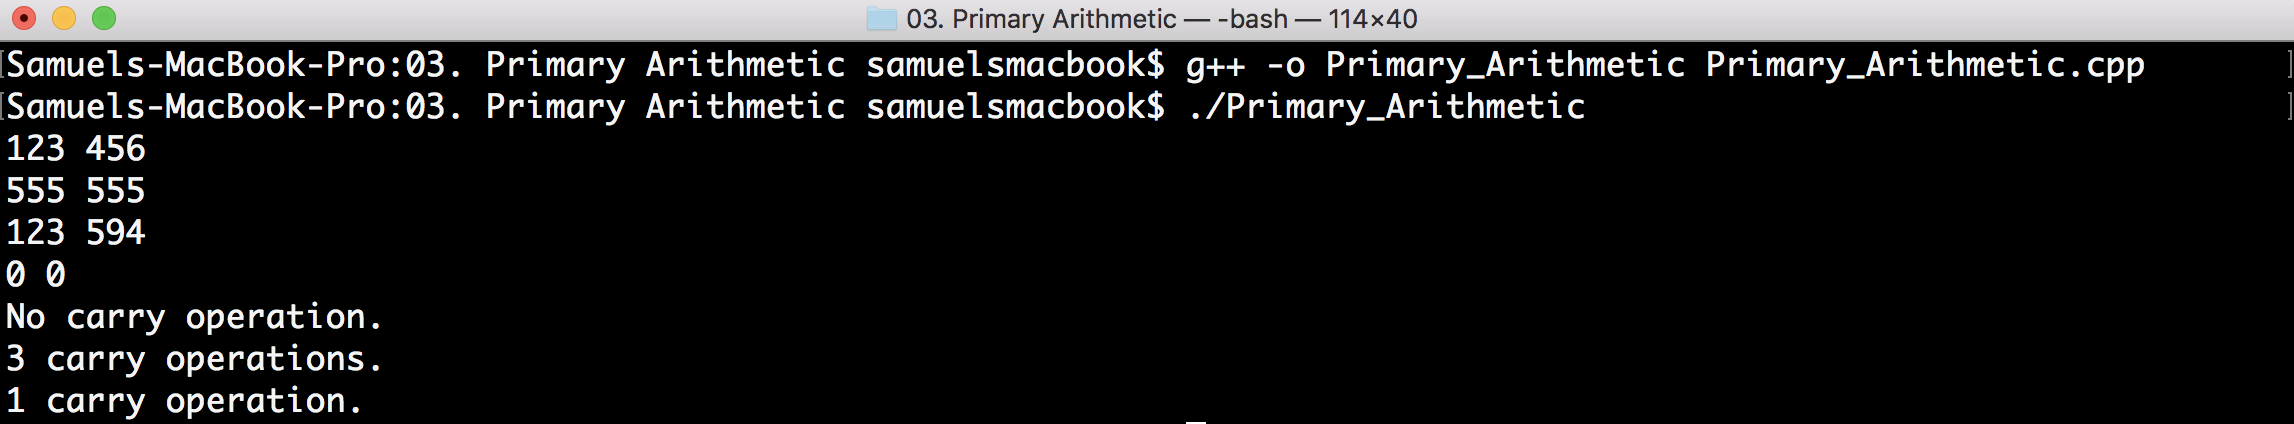 03. Primary Arithmetic — -bash — 114×40
[Samuels-MacBook-Pro:03. Primary Arithmetic samuelsmacbook$ g++ -o Primary_Arithmetic Primary_Arithmetic.cpp ]
[Samuels-MacBook-Pro:03. Primary Arithmetic samuelsmacbook$ ./Primary_Arithmetic ]
123 456
555 555
123 594
0 0
No carry operation.
3 carry operations.
1 carry operation.